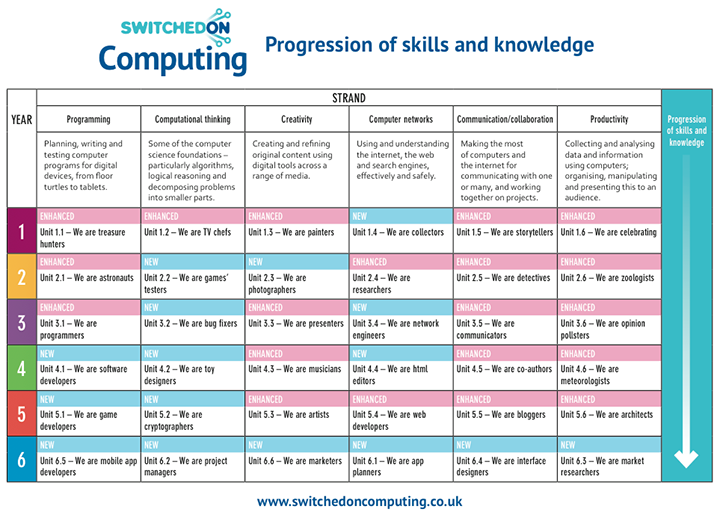 SWITCHEDON
Computing
Progression of skills and knowledge
STRAND
YEAR
Programming
Computational thinking
Creativity
Computer networks
Communication/collaboration
Productivity
Progression
of skills and
knowledge
Planning, writing and
testing computer
programs for digital
devices, from floor
turtles to tablets.
Some of the computer
science foundations –
particularly algorithms,
logical reasoning and
decomposing problems
into smaller parts.
Creating and refining
original content using
digital tools across a
range of media.
Using and understanding
the internet, the web
and search engines,
effectively and safely.
Making the most
of computers and
the internet for
communicating with one
or many, and working
together on projects.
Collecting and analysing
data and information
using computers;
organising, manipulating
and presenting this to an
audience.
1
ENHANCED
Unit 1.1 – We are treasure
hunters
ENHANCED
Unit 1.2 – We are TV chefs
ENHANCED
Unit 1.3 – We are painters
NEW
Unit 1.4 – We are collectors
ENHANCED
Unit 1.5 – We are storytellers
ENHANCED
Unit 1.6 – We are celebrating
2
ENHANCED
Unit 2.1 – We are astronauts
NEW
Unit 2.2 – We are games'
testers
NEW
Unit 2.3 – We are
photographers
ENHANCED
Unit 2.4 – We are
researchers
ENHANCED
Unit 2.5 – We are detectives
ENHANCED
Unit 2.6 – We are zoologists
3
ENHANCED
Unit 3.1 – We are
programmers
NEW
Unit 3.2 – We are bug fixers
ENHANCED
Unit 3.3 – We are presenters
NEW
Unit 3.4 – We are network
engineers
ENHANCED
Unit 3.5 – We are
communicators
ENHANCED
Unit 3.6 – We are opinion
pollsters
4
NEW
Unit 4.1 – We are software
developers
NEW
Unit 4.2 – We are toy
designers
ENHANCED
Unit 4.3 – We are musicians
NEW
Unit 4.4 – We are html
editors
ENHANCED
Unit 4.5 – We are co-authors
ENHANCED
Unit 4.6 – We are
meteorologists
5
NEW
Unit 5.1 – We are game
developers
NEW
Unit 5.2 – We are
cryptographers
ENHANCED
Unit 5.3 – We are artists
ENHANCED
Unit 5.4 – We are web
developers
ENHANCED
Unit 5.5 – We are bloggers
ENHANCED
Unit 5.6 – We are architects
6
NEW
Unit 6.5 – We are mobile app
developers
NEW
Unit 6.2 – We are project
managers
NEW
Unit 6.6 – We are marketers
NEW
Unit 6.1 – We are app
planners
NEW
Unit 6.4 – We are interface
designers
NEW
Unit 6.3 – We are market
researchers
www.switchedoncomputing.co.uk